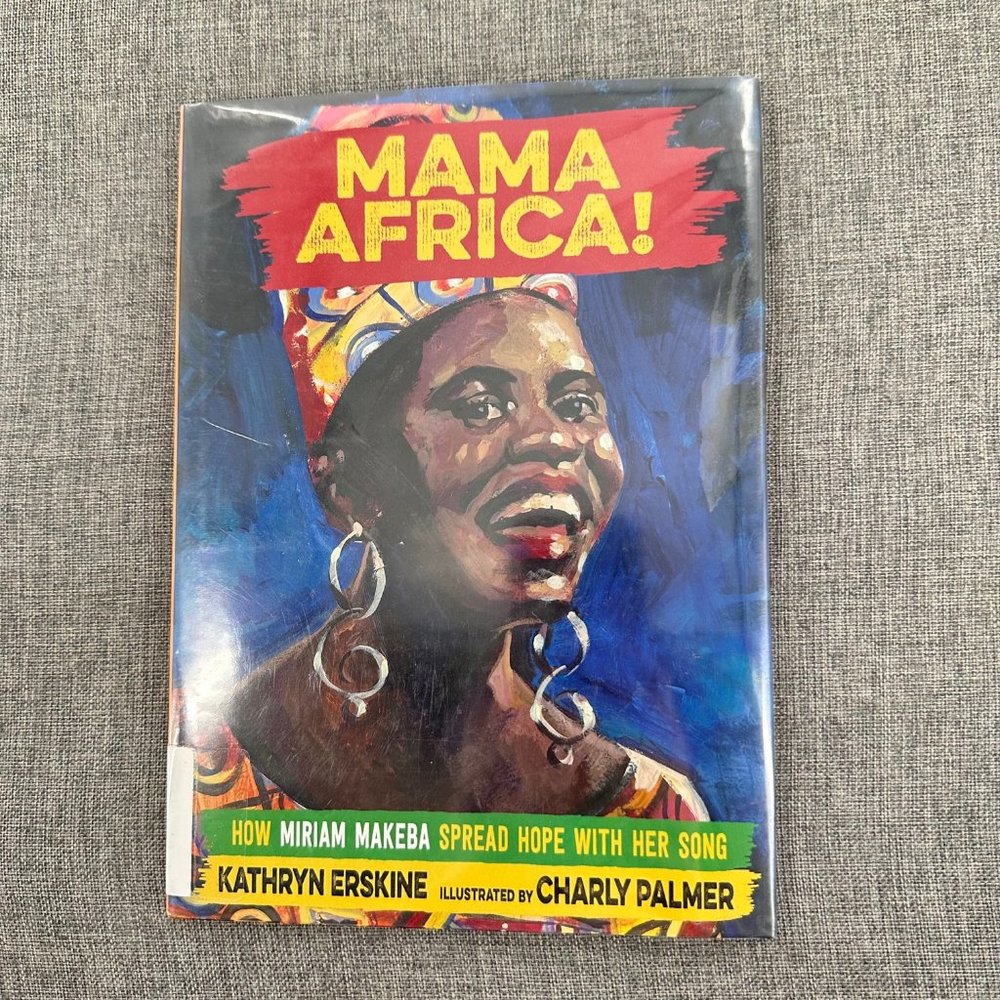 MAMA
AFRICA!
HOW MIRIAM MAKEBA SPREAD HOPE WITH HER SONG
KATHRYN ERSKINE ILLUSTRATED BY CHARLY PALMER